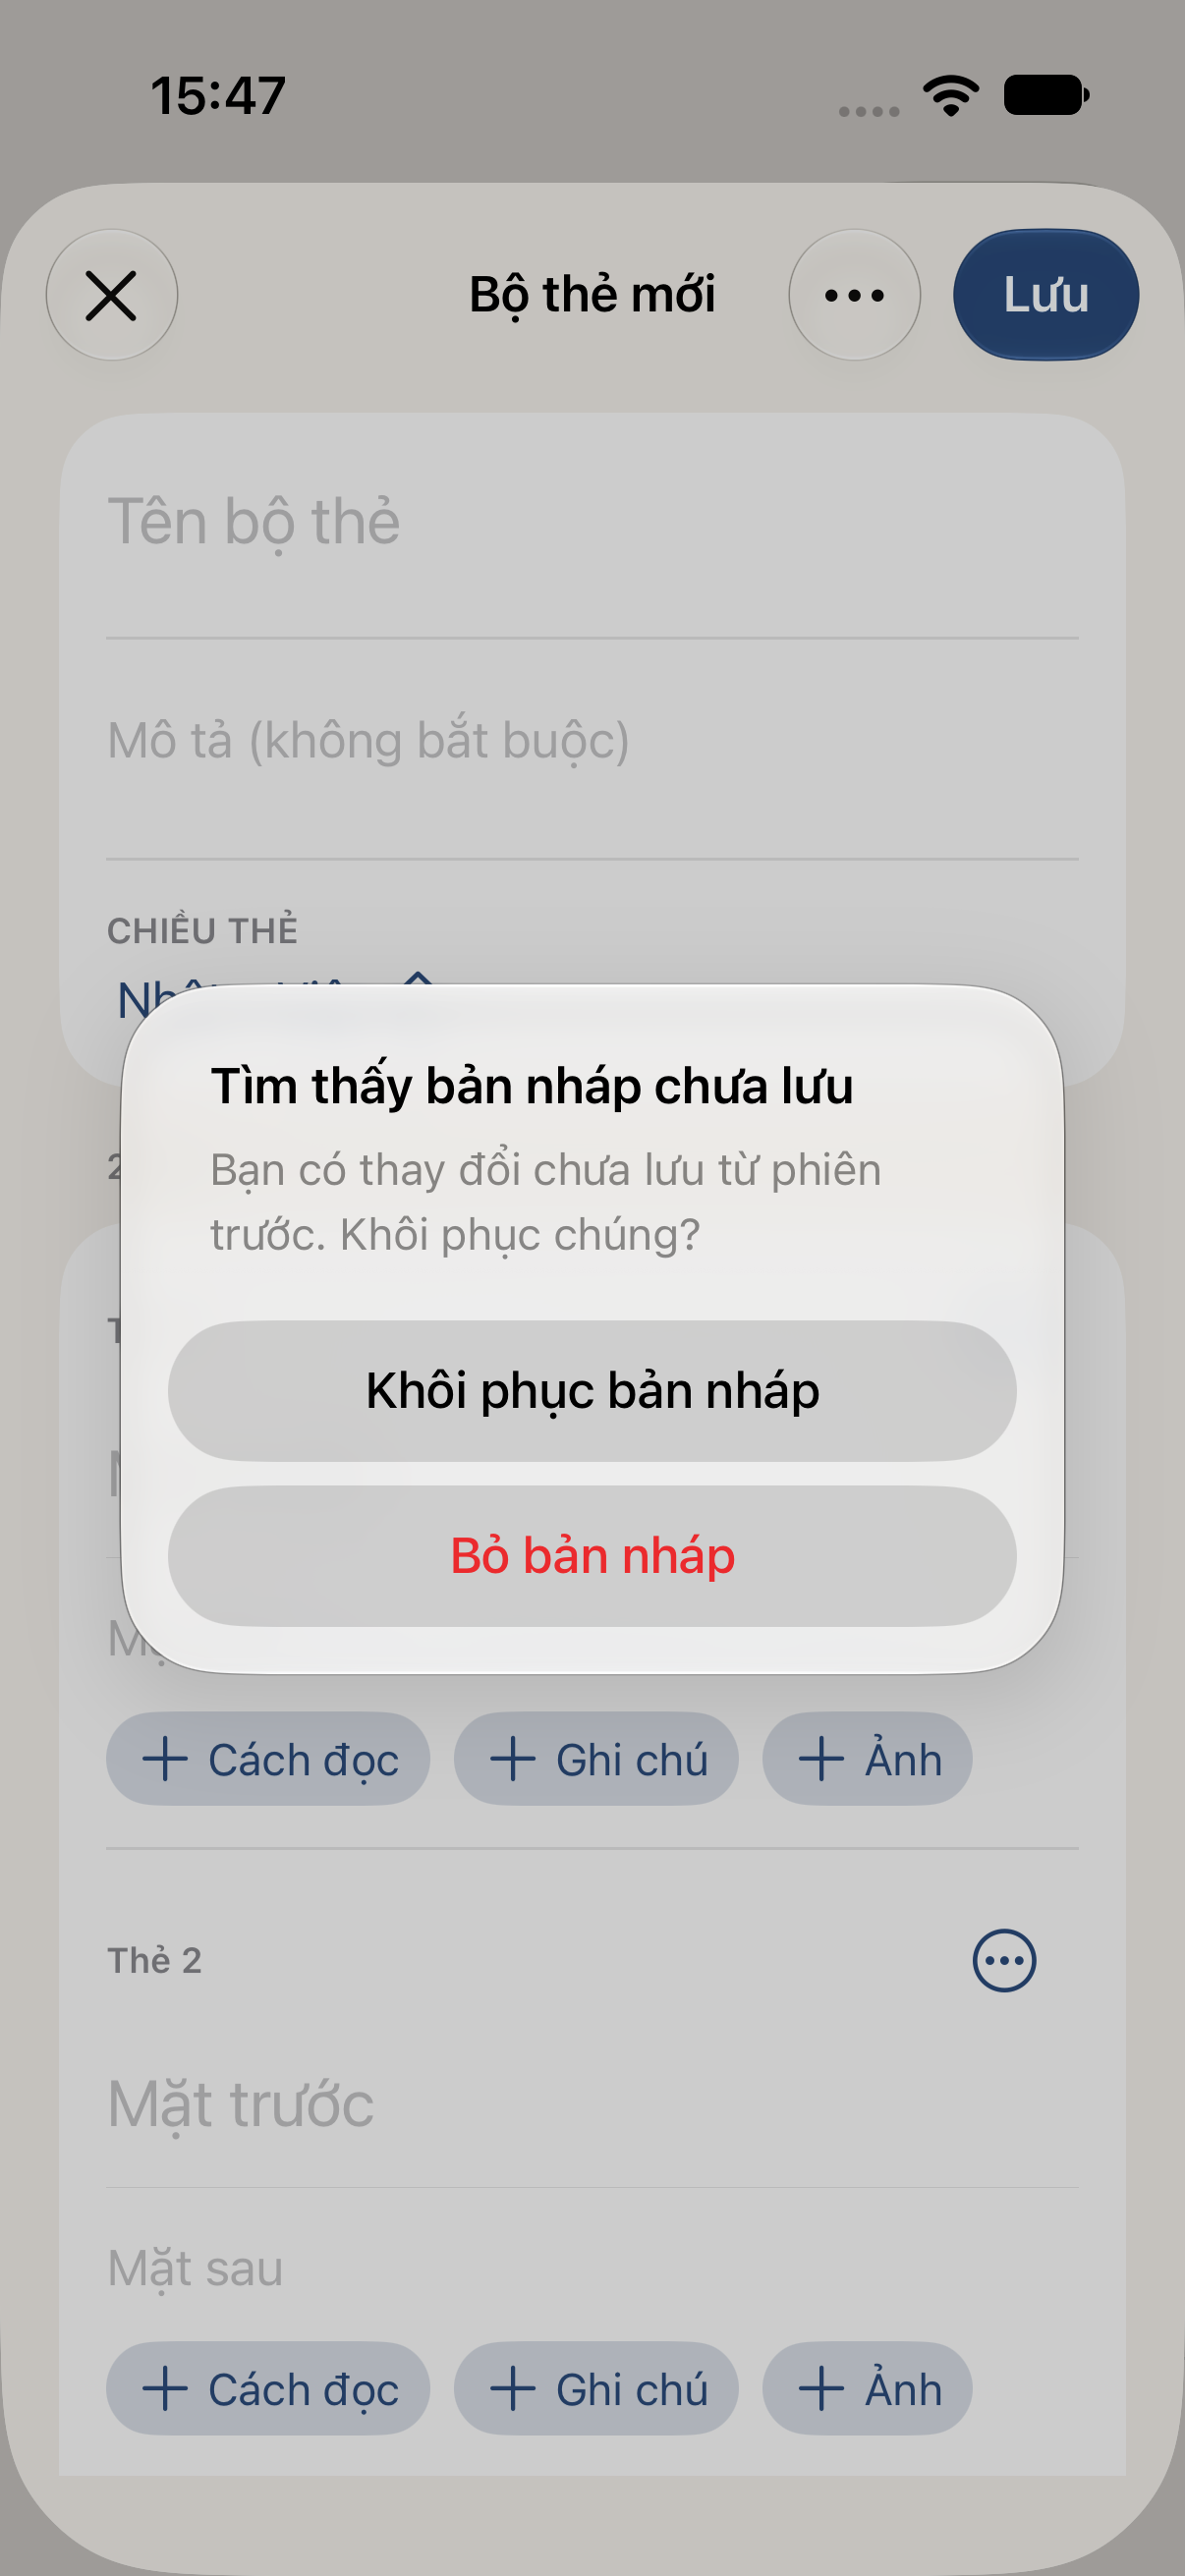 15:47
Bộ thẻ mới
Lưu
Tên bộ thẻ
Mô tả (không bắt buộc)
CHIỀU THẺ
Tìm thấy bản nháp chưa lưu
Bạn có thay đổi chưa lưu từ phiên
trước. Khôi phục chúng?
Khôi phục bản nháp
Bỏ bản nháp
Cách đọc
Ghi chú
Ảnh
Thẻ 2
Mặt trước
Mặt sau
Cách đọc
Ghi chú
Ảnh